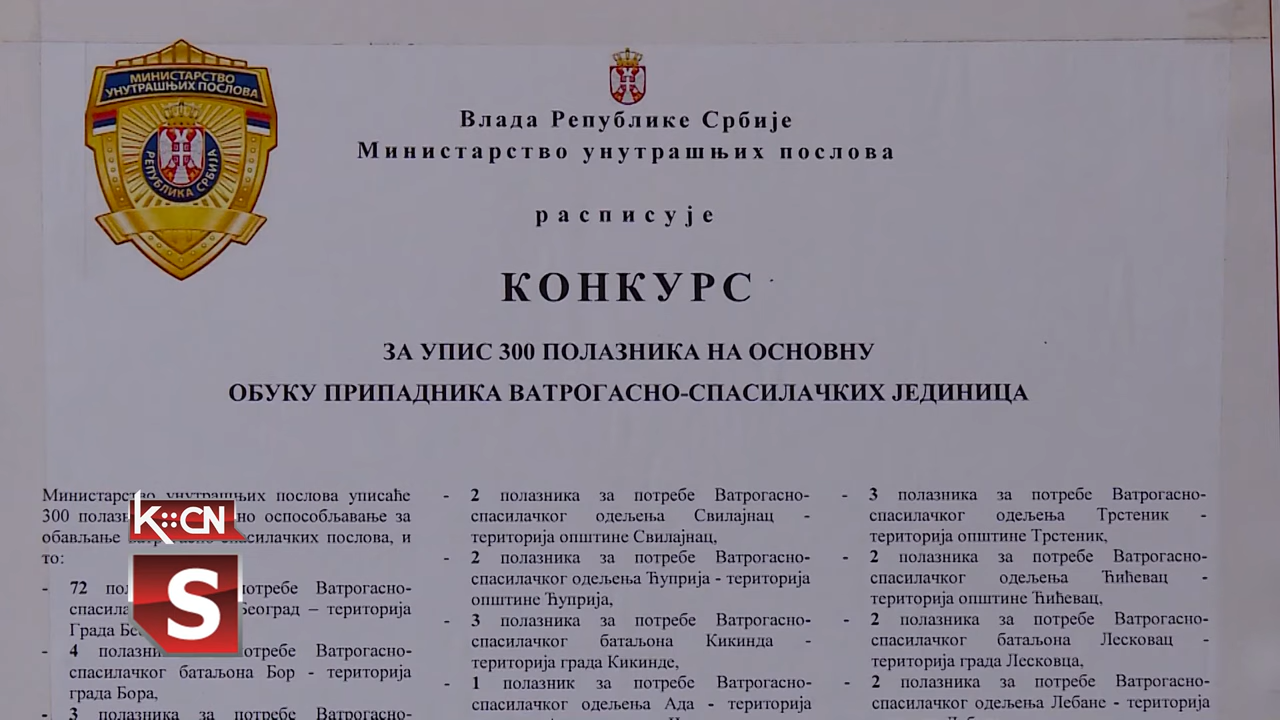 МИНИСТАРСТВО
УНУТРАШЊИХ ПОСЛОВА
РЕПУБЛИКА СРБИЈА
Влада Републике Србије
Министарство унутрашњих послова
расписује
КОНКУРС
ЗА УПИС 300 ПОЛАЗНИКА НА ОСНОВНУ
ОБУКУ ПРИПАДНИКА ВАТРОГАСНО-СПАСИЛАЧКИХ ЈЕДИНИЦА
Министарство унутрашњих послова уписаће
300 оспособљавање за
обављање ватрогасно-спасилачких послова, и
то:
- 72 потребе Ватрогасно-
Београд – територија
Града
- 4 потребе Ватрогасно-
спасилачког батаљона Бор - територија
града Бора,
- 3 полазника за потребе Ватрогасно-
- 2 полазника за потребе Ватрогасно-
спасилачког одељења Свилајнац -
територија општине Свилајнац,
- 2 полазника за потребе Ватрогасно-
спасилачког одељења Ћуприја - територија
општине Ћуприја,
- 3 полазника за потребе Ватрогасно-
спасилачког батаљона Кикинда -
територија града Кикинде,
- 1 полазник за потребе Ватрогасно-
спасилачког одељења Ада - територија
- 3 полазника за потребе Ватрогасно-
спасилачког одељења Трстеник -
територија општине Трстеник,
- 2 полазника за потребе Ватрогасно-
спасилачког одељења Ћићевац -
територија општине Ћићевац,
- 2 полазника за потребе Ватрогасно-
спасилачког батаљона Лесковац -
територија града Лесковца,
- 2 полазника за потребе Ватрогасно-
спасилачког одељења Лебане - територија
K::CN
S